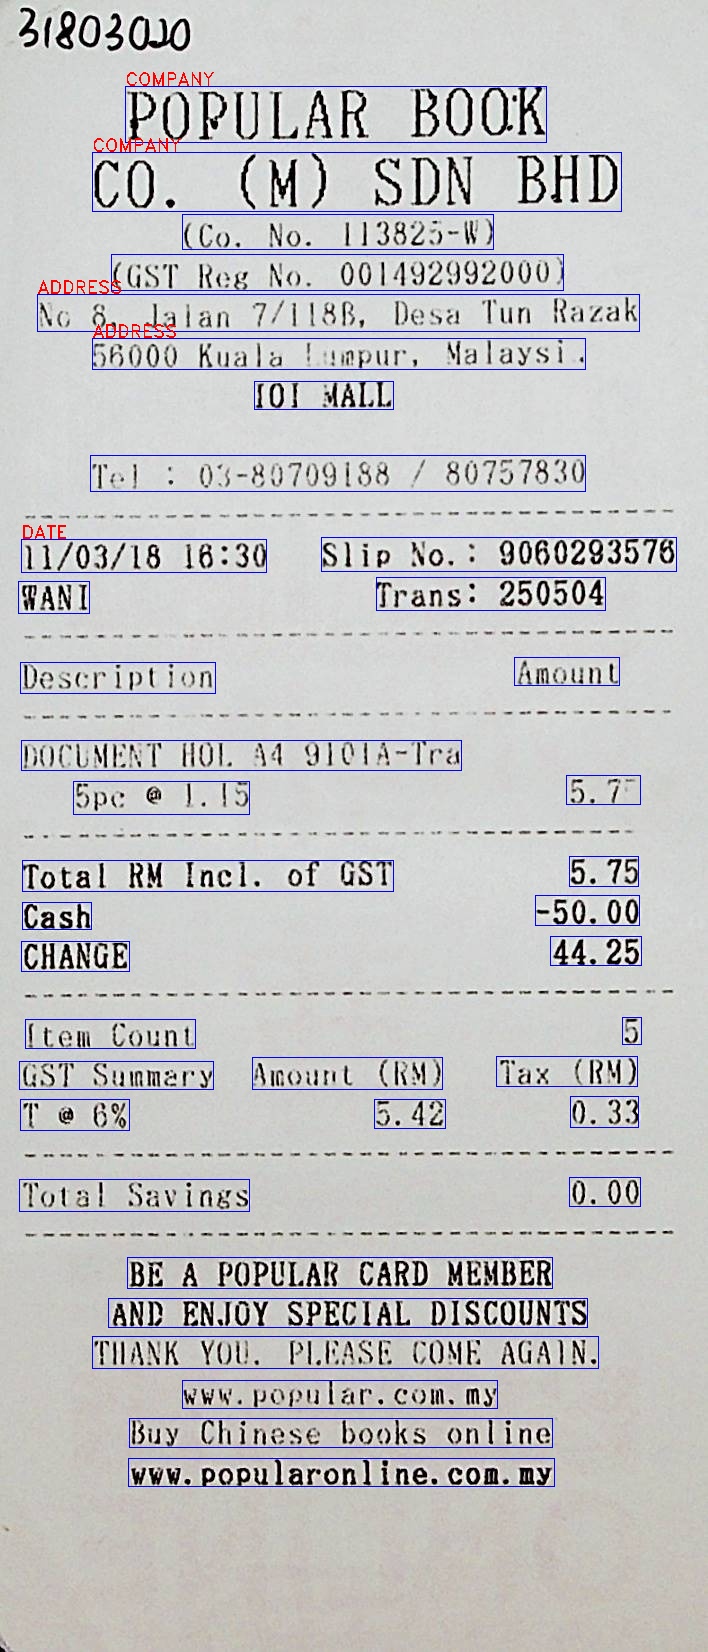 31803020
COMPANY
POPULAR BOOK
COMPANY
CO. (M) SDN BHD
(Co. No. 113825-W)
(GST Reg No. 001492992000)
ADDRESS
No 8, Jalan 7/118B, Desa Tun Razak
ADDRESS
56000 Kuala Lumpur, Malaysi.
IOI MALL
Tel : 03-80709188 / 80757830
DATE
11/03/18 16:30 Slip No.: 9060293576
WANI Trans: 250504
Description Amount
DOCUMENT HOL A4 9101A-Tra
5pc @ 1.15 5.7
Total RM Incl. of GST 5.75
Cash -50.00
CHANGE 44.25
Item Count 5
GST Summary Amount (RM) Tax (RM)
T @ 6% 5.42 0.33
Total Savings 0.00
BE A POPULAR CARD MEMBER
AND ENJOY SPECIAL DISCOUNTS
THANK YOU. PLEASE COME AGAIN.
www.popular.com.my
Buy Chinese books online
www.popularonline.com.my